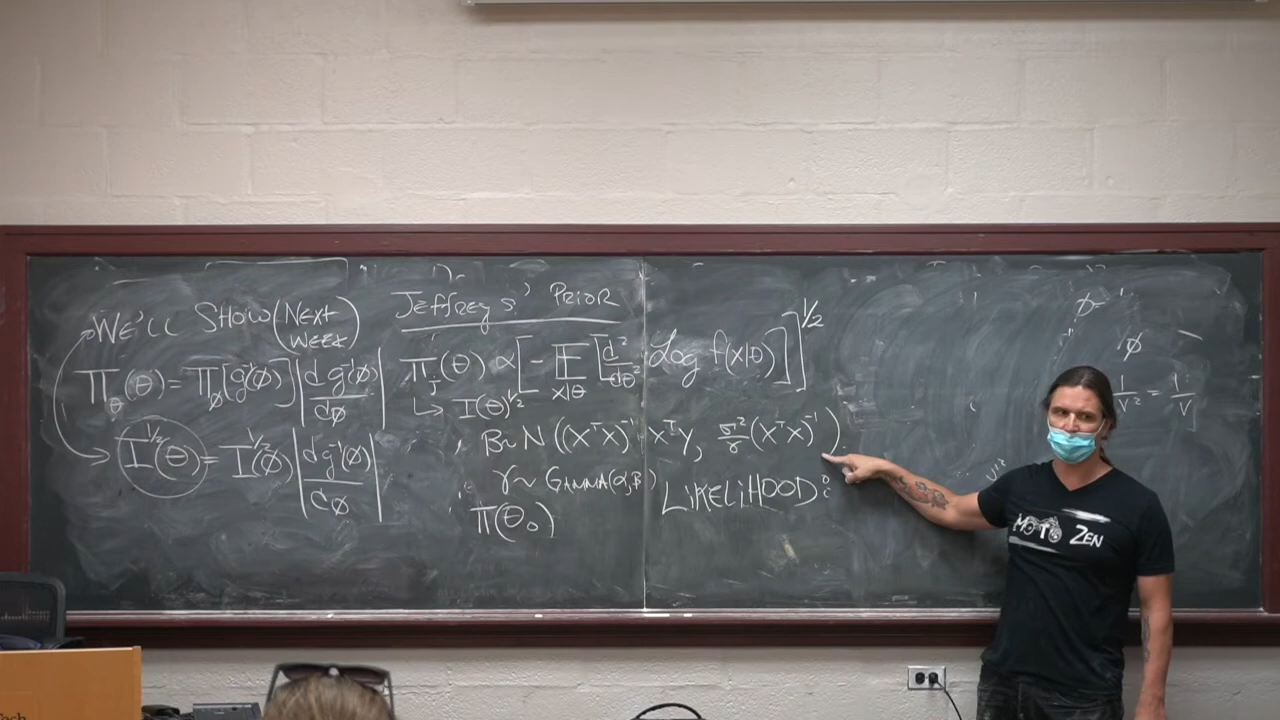 WE'LL SHOW (NEXT WEEK)
Π_θ(θ) = Π_φ[g⁻¹(φ)] |d g⁻¹(φ) / dφ|
I^{1/2}(θ) = I^{1/2}(φ) |d g⁻¹(φ) / dφ|
Jeffreys' Prior
Π_J(θ) ∝ [-E_{x|θ} [d²/dθ² Log f(x|θ)]]^{1/2}
↳ I(θ)^{1/2}
B~N((XᵀX)⁻¹ XᵀY, σ²/γ (XᵀX)⁻¹)
γ ~ GAMMA(α,β)
Π(θ₀)
LIKELIHOOD:
φ⁻¹
√φ
1/√V² = 1/V
MOTO ZEN